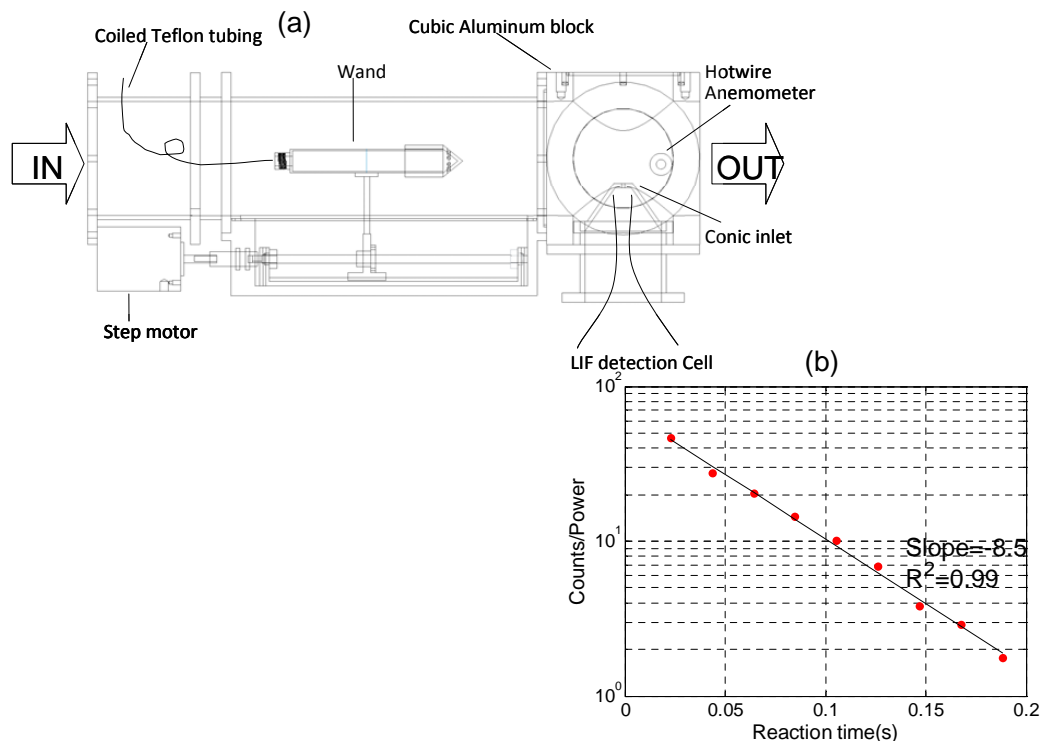 (a)
Coiled Teflon tubing
Cubic Aluminum block
Wand
Hotwire
Anemometer
IN
OUT
Conic inlet
Step motor
LIF detection Cell
(b)
10²
10¹
10⁰
Counts/Power
Slope=-8.5
R²=0.99
0
0.05
0.1
0.15
0.2
Reaction time(s)